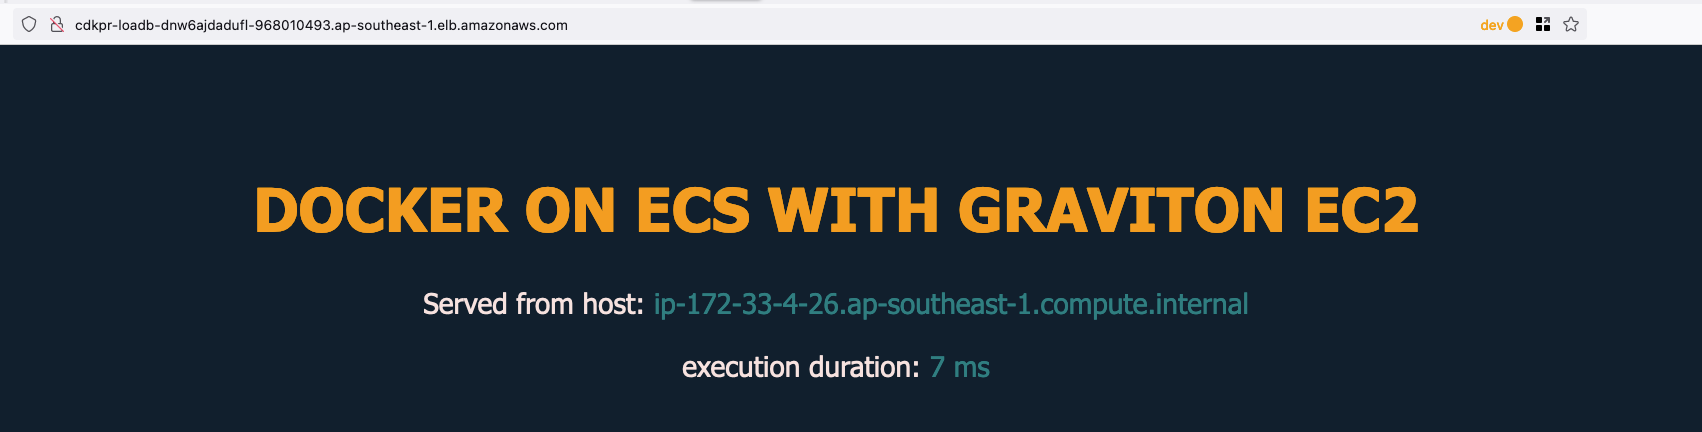 cdkpr-loadb-dnw6ajdadufl-968010493.ap-southeast-1.elb.amazonaws.com
dev
DOCKER ON ECS WITH GRAVITON EC2
Served from host: ip-172-33-4-26.ap-southeast-1.compute.internal
execution duration: 7 ms